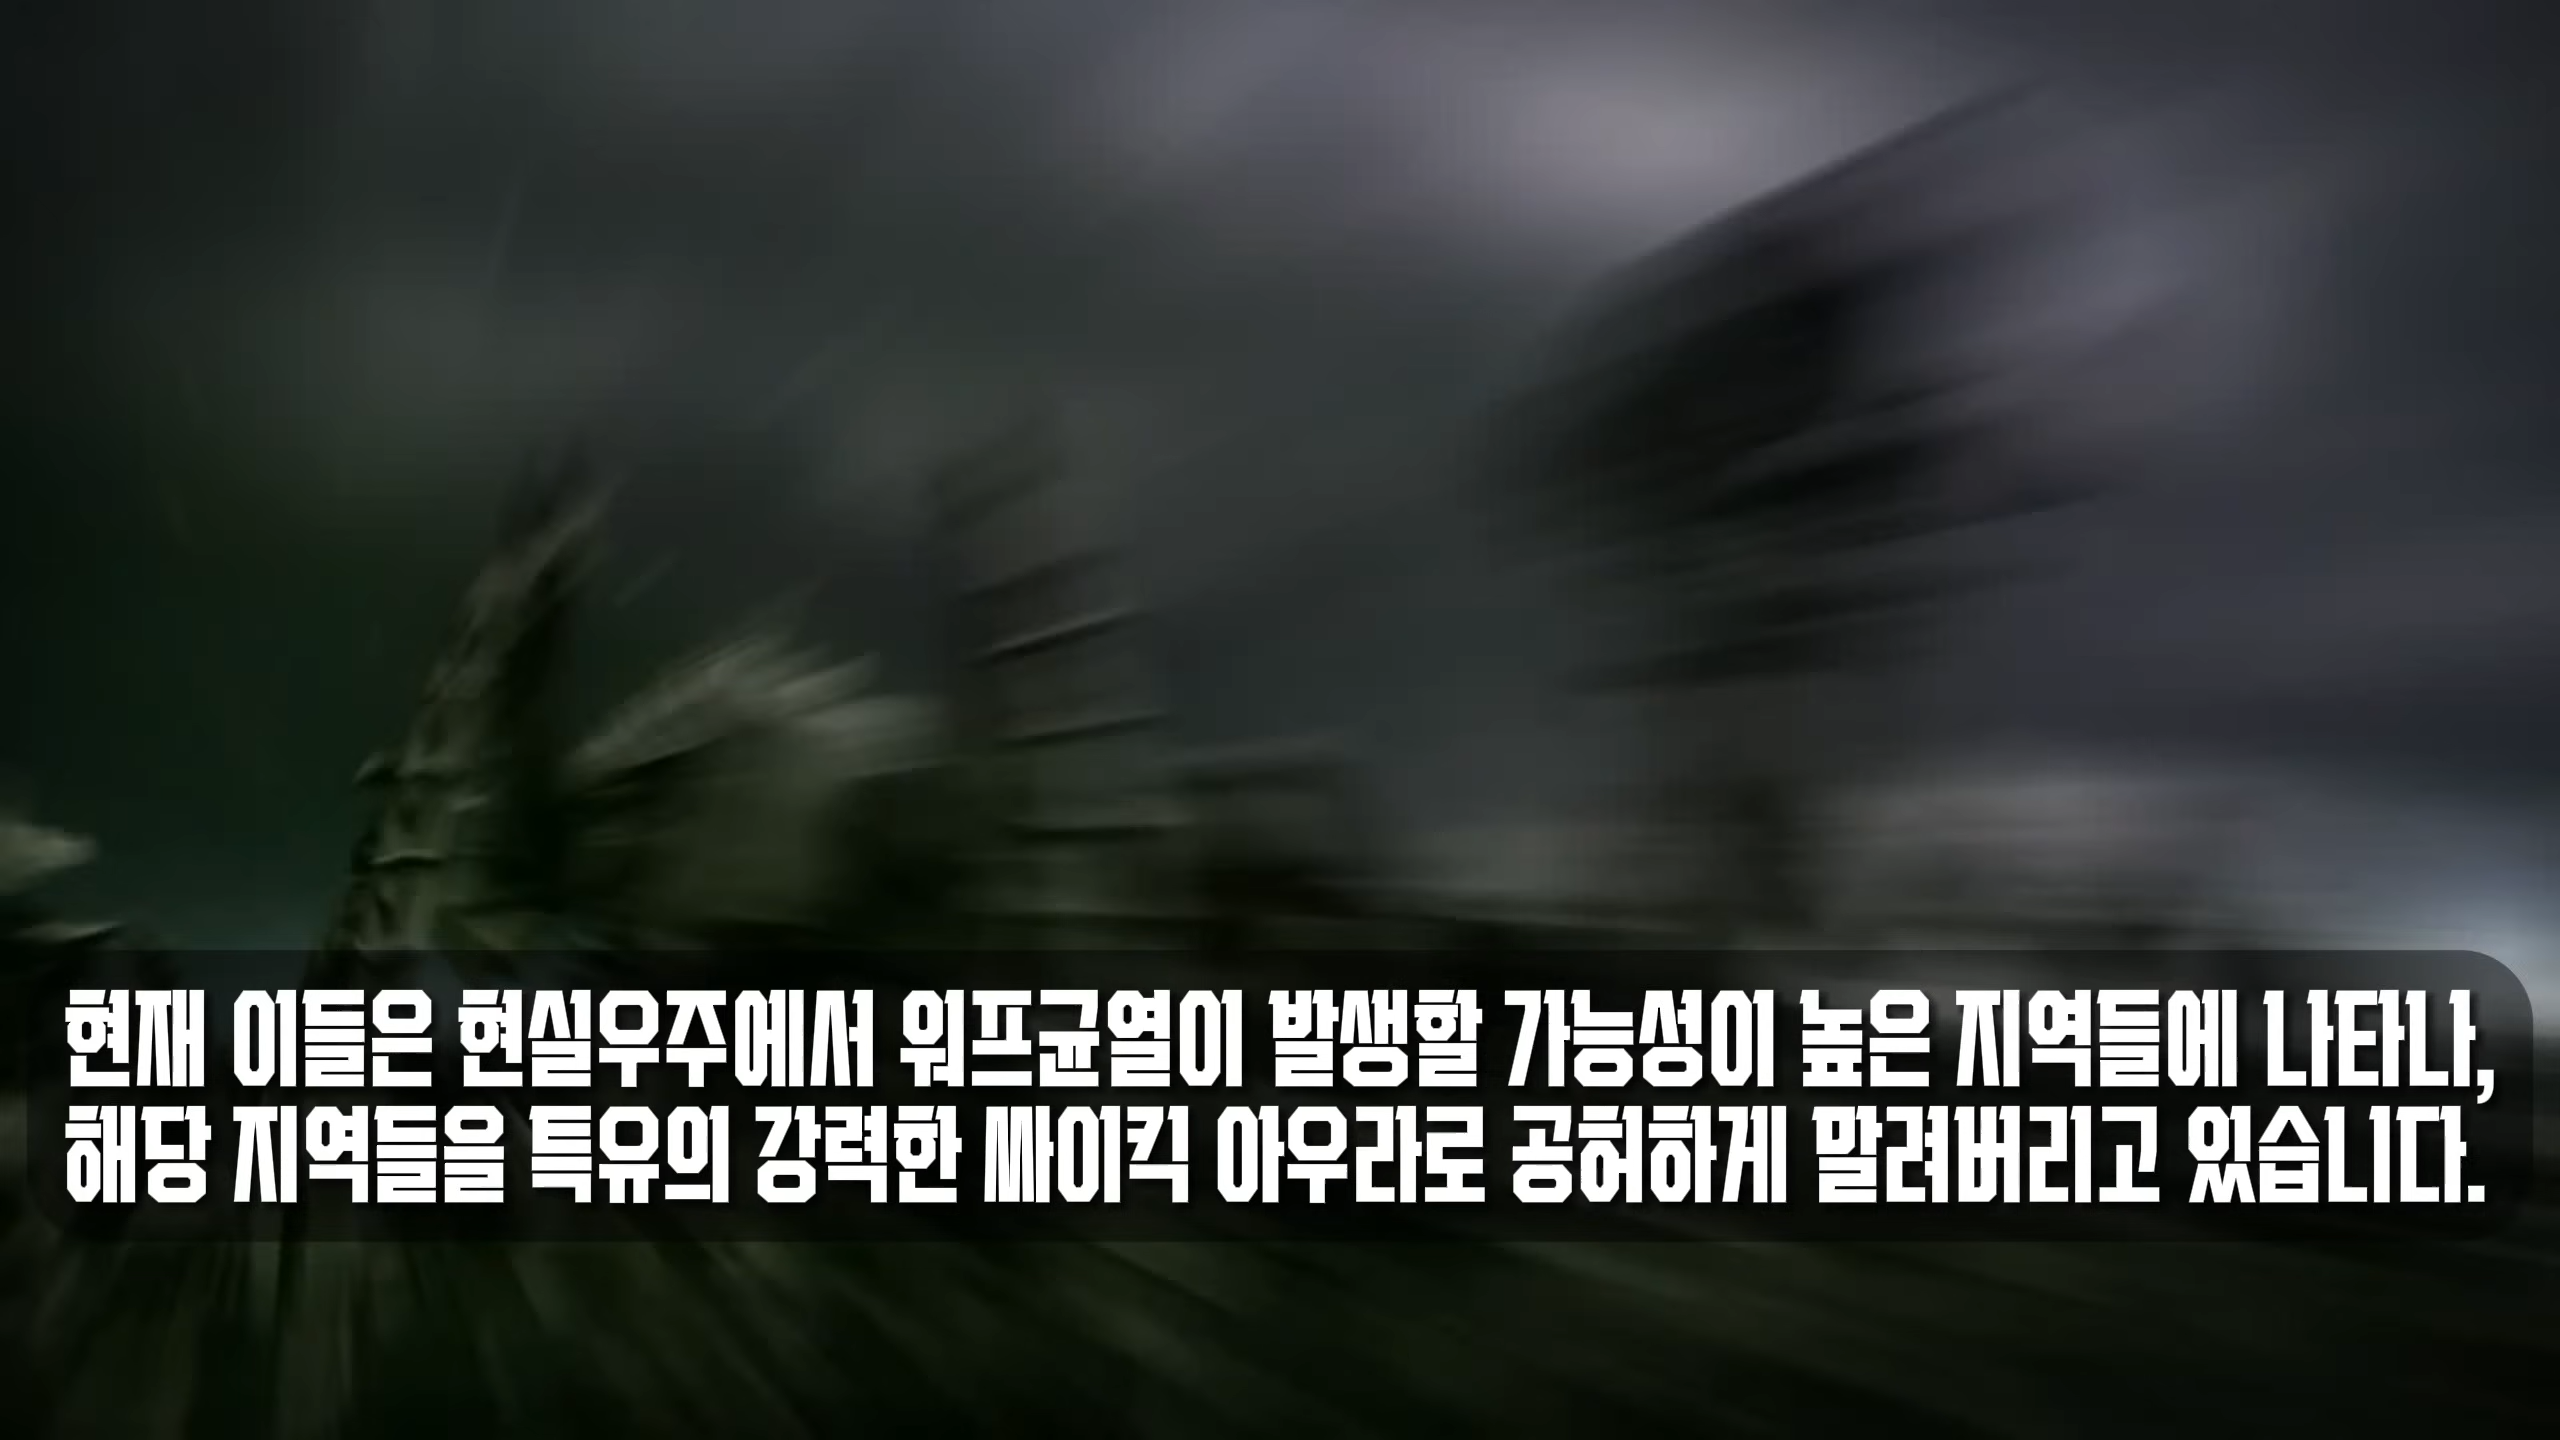 현재 이들은 현실우주에서 워프균열이 발생할 가능성이 높은 지역들에 나타나,
해당 지역들을 특유의 강력한 싸이킥 아우라로 공허하게 말려버리고 있습니다.